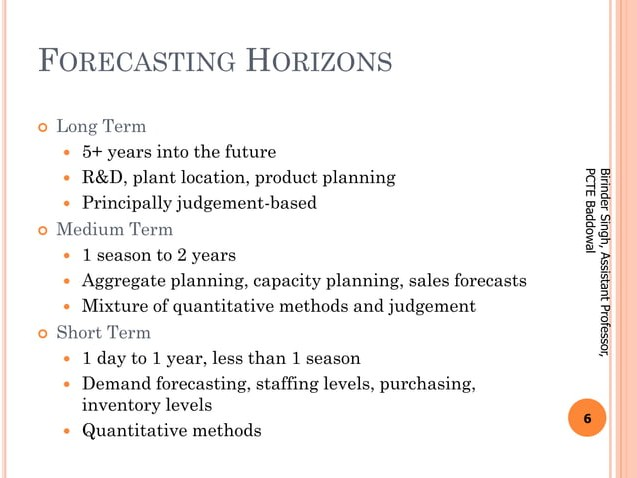 FORECASTING HORIZONS
Long Term
5+ years into the future
R&D, plant location, product planning
Principally judgement-based
Medium Term
1 season to 2 years
Aggregate planning, capacity planning, sales forecasts
Mixture of quantitative methods and judgement
Short Term
1 day to 1 year, less than 1 season
Demand forecasting, staffing levels, purchasing,
inventory levels
Quantitative methods
Birinder Singh, Assistant Professor,
PCTE Baddowal
6